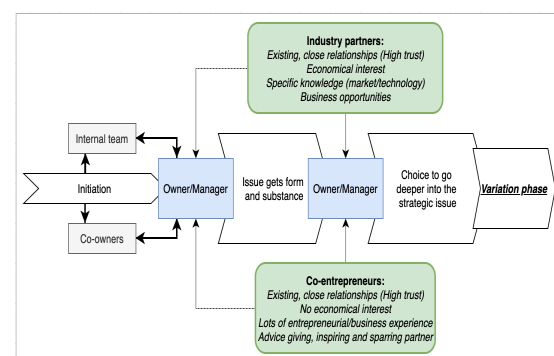 Industry partners:
Existing, close relationships (High trust)
Economical interest
Specific knowledge (market/technology)
Business opportunities
Internal team
Initiation
Co-owners
Owner/Manager
Issue gets form
and substance
Owner/Manager
Choice to go
deeper into the
strategic issue
Variation phase
Co-entrepreneurs:
Existing, close relationships (High trust)
No economical interest
Lots of entrepreneurial/business experience
Advice giving, inspiring and sparring partner